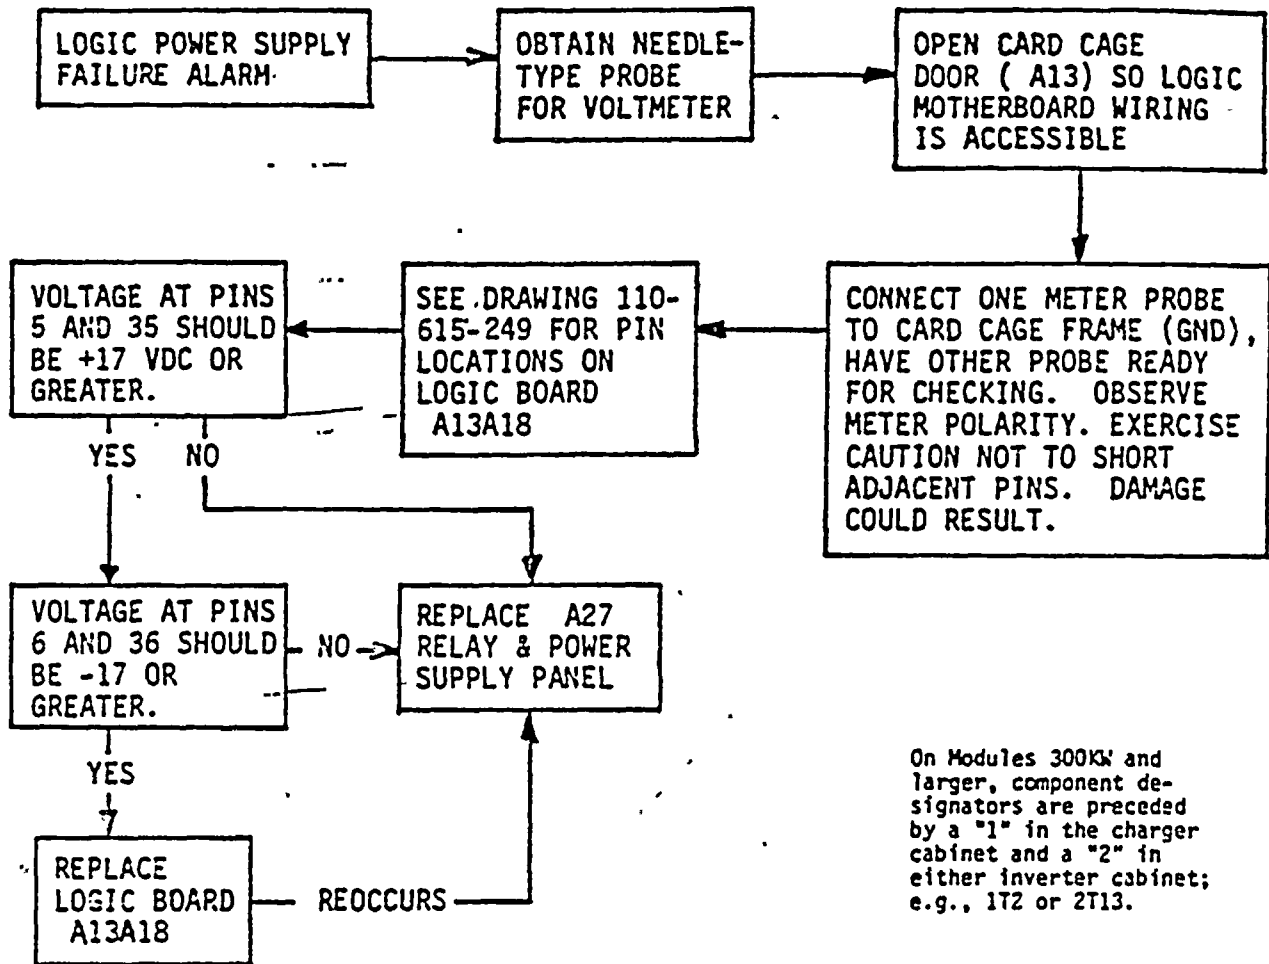 LOGIC POWER SUPPLY
FAILURE ALARM
OBTAIN NEEDLE-
TYPE PROBE
FOR VOLTMETER
OPEN CARD CAGE
DOOR ( A13) SO LOGIC
MOTHERBOARD WIRING
IS ACCESSIBLE
CONNECT ONE METER PROBE
TO CARD CAGE FRAME (GND),
HAVE OTHER PROBE READY
FOR CHECKING. OBSERVE
METER POLARITY. EXERCISE
CAUTION NOT TO SHORT
ADJACENT PINS. DAMAGE
COULD RESULT.
SEE DRAWING 110-
615-249 FOR PIN
LOCATIONS ON
LOGIC BOARD
A13A18
VOLTAGE AT PINS
5 AND 35 SHOULD
BE +17 VDC OR
GREATER.
YES
NO
VOLTAGE AT PINS
6 AND 36 SHOULD
BE -17 OR
GREATER.
NO
REPLACE A27
RELAY & POWER
SUPPLY PANEL
YES
REPLACE
LOGIC BOARD
A13A18
REOCCURS
On Modules 300KW and
larger, component de-
signators are preceded
by a "1" in the charger
cabinet and a "2" in
either inverter cabinet;
e.g., 1T2 or 2T13.